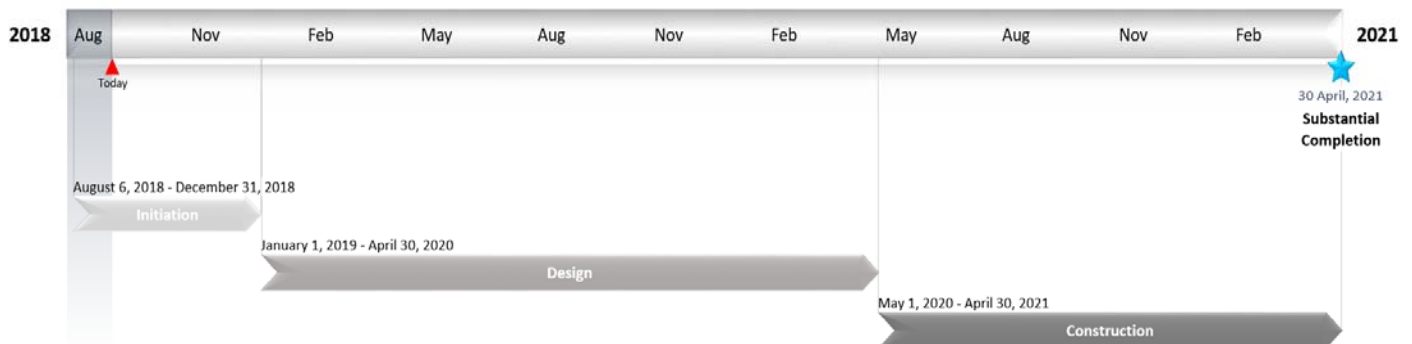 2018 Aug Nov Feb May Aug Nov Feb May Aug Nov Feb 2021
Today
30 April, 2021
Substantial
Completion
August 6, 2018 - December 31, 2018
Initiation
January 1, 2019 - April 30, 2020
Design
May 1, 2020 - April 30, 2021
Construction